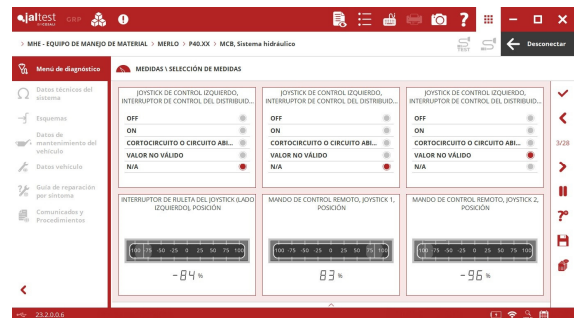 jaltest GRP
BY COJALI
?
> MHE - EQUIPO DE MANEJO DE MATERIAL > MERLO > P40.XX > MCB, Sistema hidráulico
TEST
Desconectar
Menú de diagnóstico
MEDIDAS \ SELECCIÓN DE MEDIDAS
Datos técnicos del sistema
Esquemas
Datos de mantenimiento del vehículo
Datos vehículo
Guía de reparación por síntoma
Comunicados y Procedimientos
JOYSTICK DE CONTROL IZQUIERDO,
INTERRUPTOR DE CONTROL DEL DISTRIBUID...
OFF
ON
CORTOCIRCUITO O CIRCUITO ABI...
VALOR NO VÁLIDO
N/A
JOYSTICK DE CONTROL IZQUIERDO,
INTERRUPTOR DE CONTROL DEL DISTRIBUID...
OFF
ON
CORTOCIRCUITO O CIRCUITO ABI...
VALOR NO VÁLIDO
N/A
JOYSTICK DE CONTROL IZQUIERDO,
INTERRUPTOR DE CONTROL DEL DISTRIBUID...
OFF
ON
CORTOCIRCUITO O CIRCUITO ABI...
VALOR NO VÁLIDO
N/A
INTERRUPTOR DE RULETA DEL JOYSTICK (LADO
IZQUIERDO), POSICIÓN
-100 -75 -50 -25 0 25 50 75 100
-84 %
MANDO DE CONTROL REMOTO, JOYSTICK 1,
POSICIÓN
-100 -75 -50 -25 0 25 50 75 100
83 %
MANDO DE CONTROL REMOTO, JOYSTICK 2,
POSICIÓN
-100 -75 -50 -25 0 25 50 75 100
-96 %
3/28
23.2.0.0.6